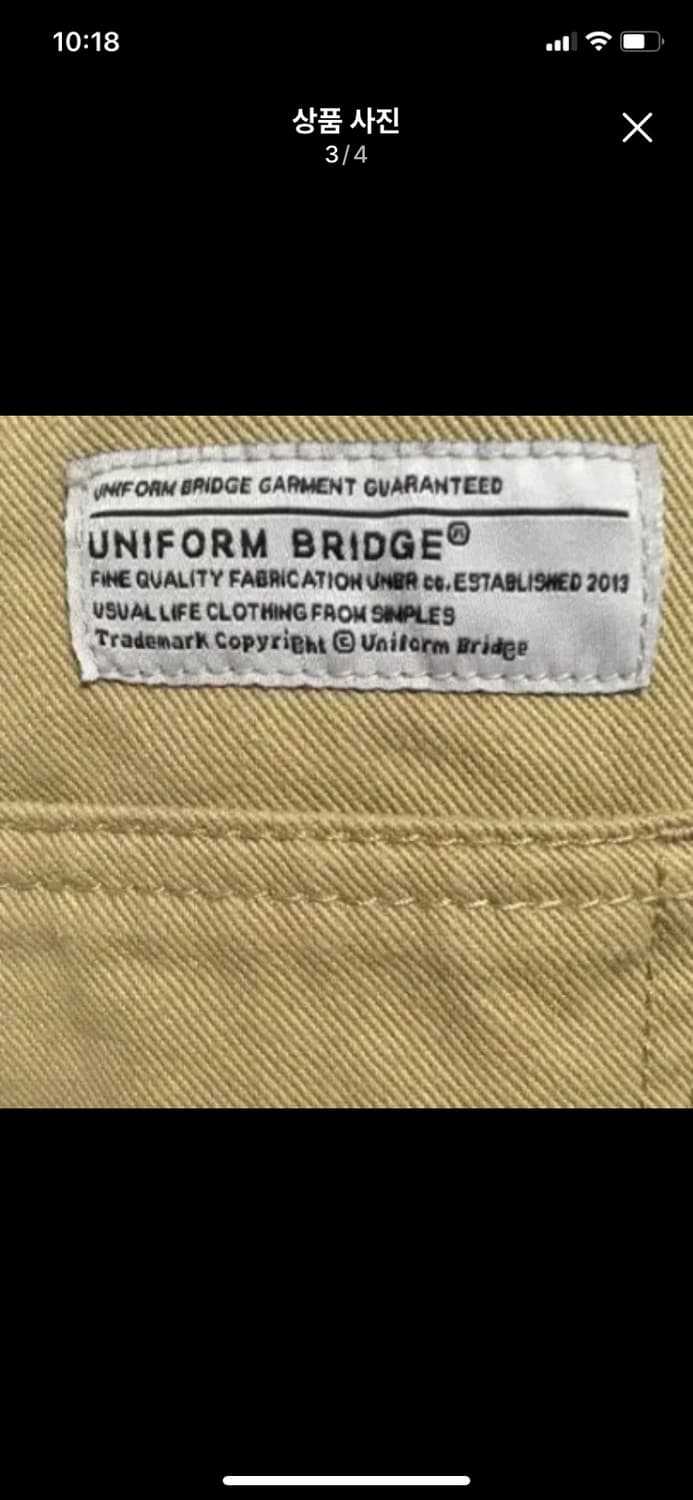 10:18
상품 사진
3/4
UNIFORM BRIDGE GARMENT GUARANTEED
UNIFORM BRIDGE®
FINE QUALITY FABRICATION UNBR co. ESTABLISHED 2013
USUAL LIFE CLOTHING FROM SIMPLES
Trademark Copyright © Uniform Bridge